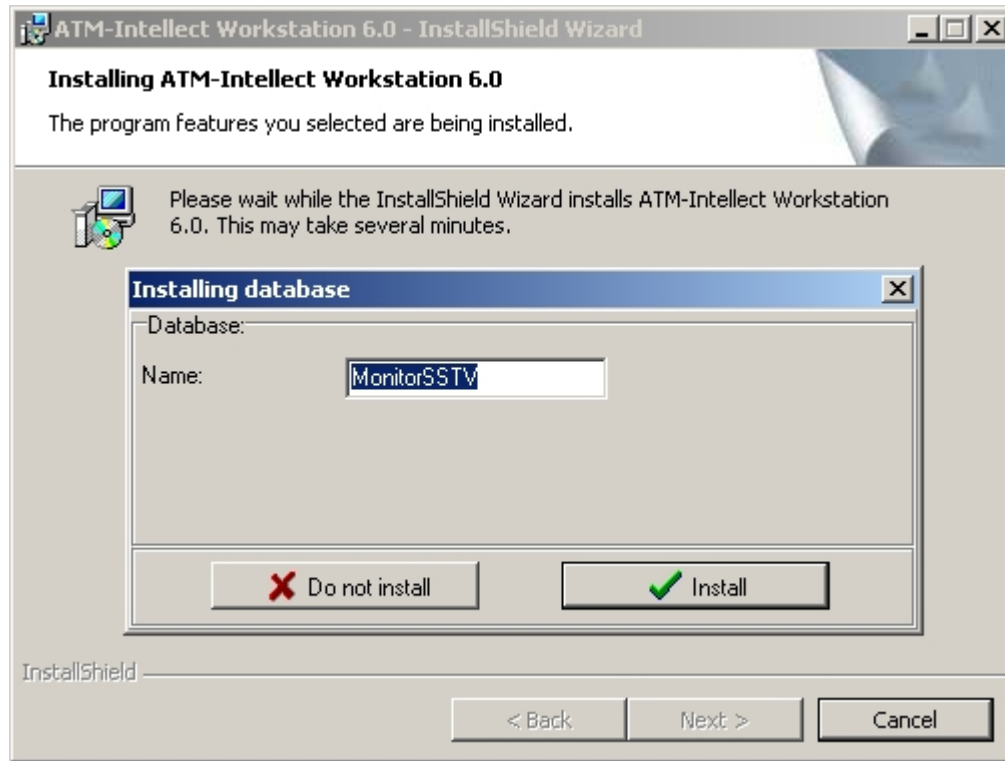 ATM-Intellect Workstation 6.0 - InstallShield Wizard
Installing ATM-Intellect Workstation 6.0
The program features you selected are being installed.
Please wait while the InstallShield Wizard installs ATM-Intellect Workstation
6.0. This may take several minutes.
Installing database
Database:
Name:
MonitorSSTV
Do not install
Install
InstallShield
< Back
Next >
Cancel